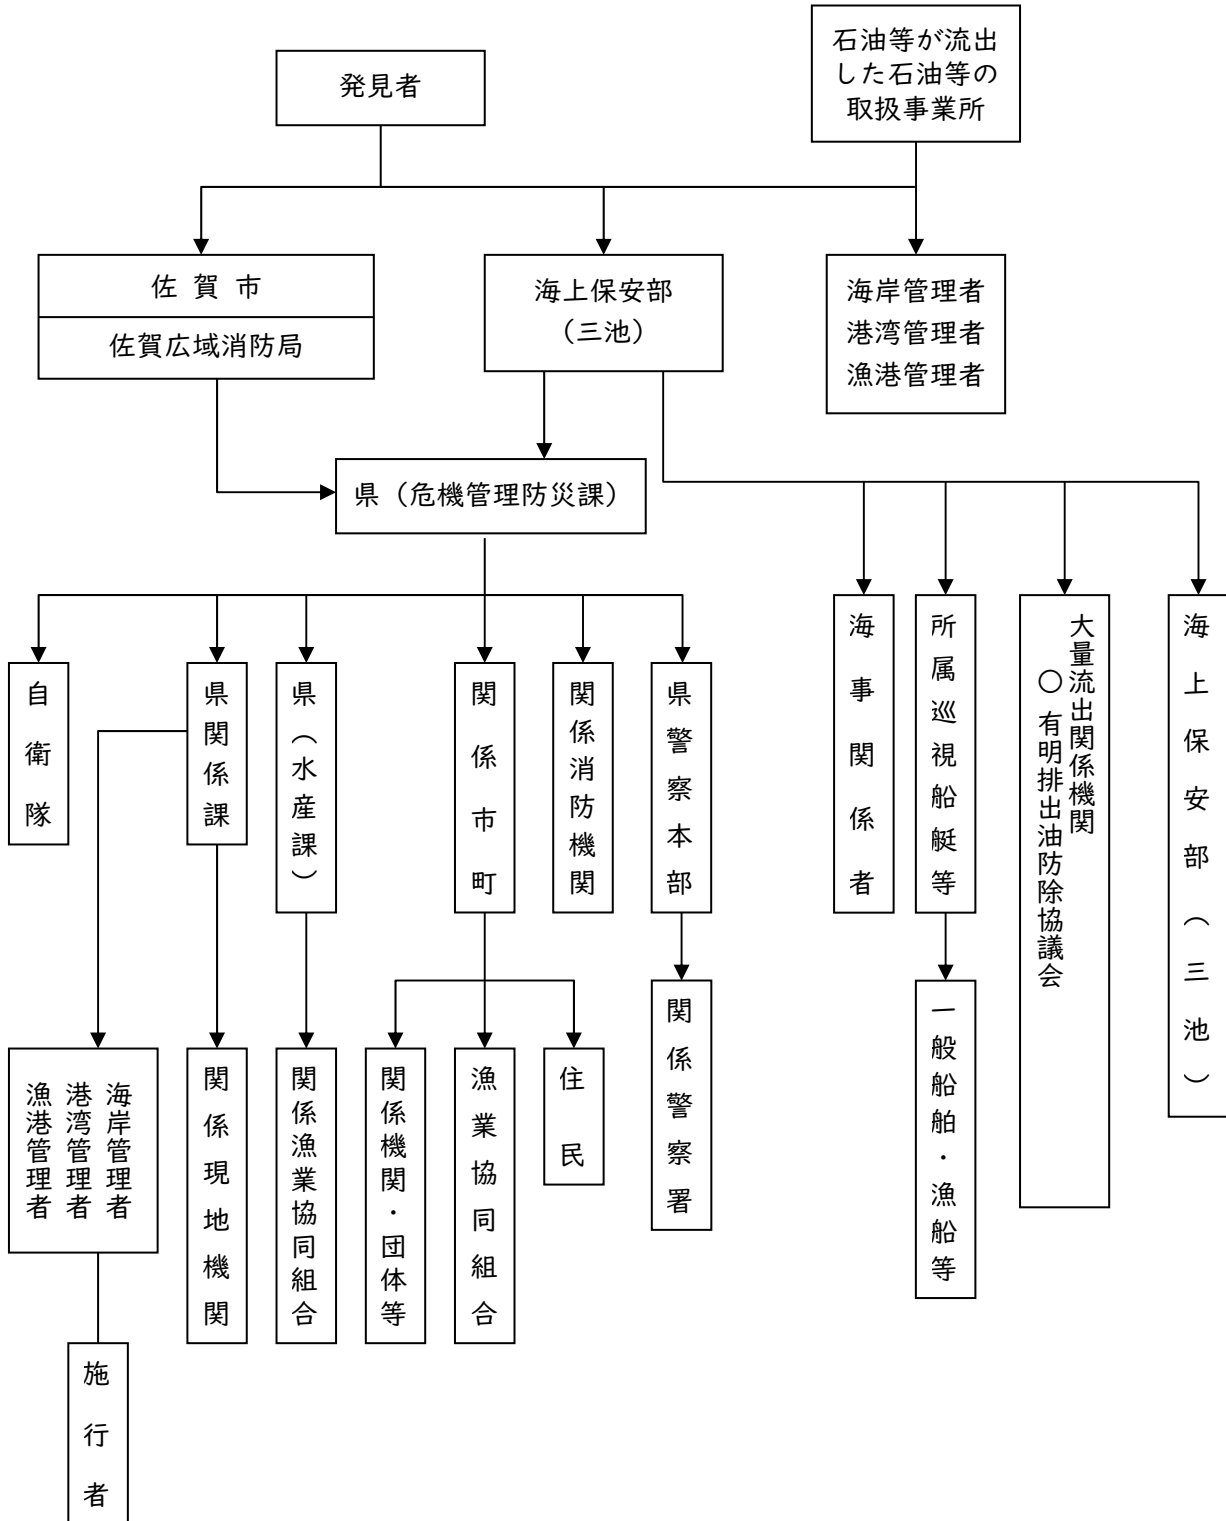 発見者
石油等が流出
した石油等の
取扱事業所
佐賀市
佐賀広域消防局
海上保安部
（三池）
海岸管理者
港湾管理者
漁港管理者
県（危機管理防災課）
自衛隊
県関係課
県（水産課）
関係市町
関係消防機関
県警察本部
海事関係者
所属巡視船艇等
大量流出関係機関
○ 有明排出油防除協議会
海上保安部（三池）
海岸管理者
港湾管理者
漁港管理者
関係現地機関
関係漁業協同組合
関係機関・団体等
漁業協同組合
住民
関係警察署
一般船舶・漁船等
施行者